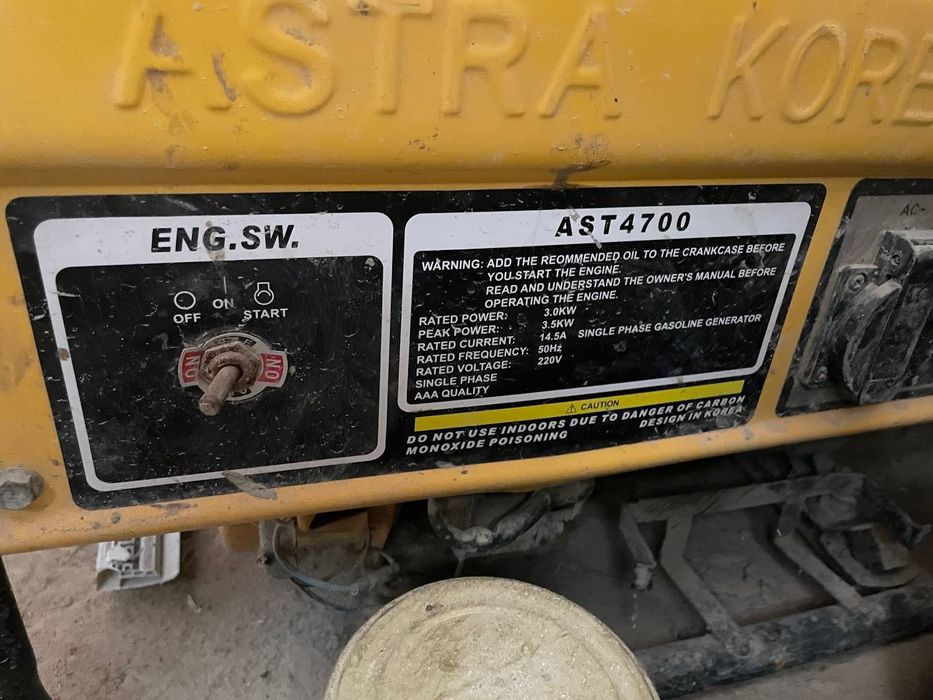 ASTRA KORE
ENG.SW.
ON
OFF START
ON ON
AST4700
WARNING: ADD THE REOMMENDED OIL TO THE CRANKCASE BEFORE
YOU START THE ENGINE.
READ AND UNDERSTAND THE OWNER'S MANUAL BEFORE
OPERATING THE ENGINE.
RATED POWER: 3.0KW
PEAK POWER: 3.5KW
RATED CURRENT: 14.5A SINGLE PHASE GASOLINE GENERATOR
RATED FREQUENCY: 50Hz
RATED VOLTAGE: 220V
SINGLE PHASE
AAA QUALITY
⚠ CAUTION
DO NOT USE INDOORS DUE TO DANGER OF CARBON
MONOXIDE POISONING DESIGN IN KOREA
AC~